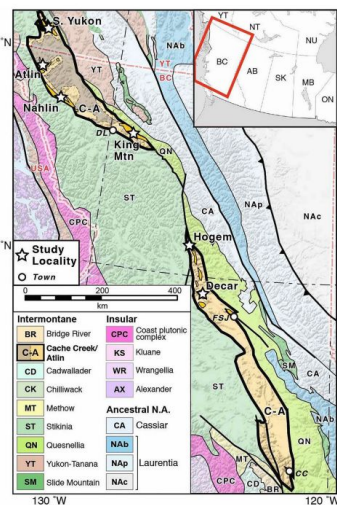 S. Yukon
°N
Atlin
YT
NAb
YT
BC
Nahlin
C-A
DL
King
Mtn
QN
ST
USA
CPC
CA
NAp
NAc
YT
NT
NU
BC
AB
SK
MB
ON
°N
Hogem
Study
Locality
Town
0
200
400
km
Decar
FSJ
SM
ST
C-A
NAb
QN
CC
MT
CPC
CD
BR
Intermontane
BR Bridge River
C-A Cache Creek/
Atlin
CD Cadwallader
CK Chilliwack
MT Methow
ST Stikinia
QN Quesnellia
YT Yukon-Tanana
SM Slide Mountain
Insular
CPC Coast plutonic
complex
KS Kluane
WR Wrangellia
AX Alexander
Ancestral N.A.
CA Cassiar
NAb
NAp Laurentia
NAc
130 °W
120 °W